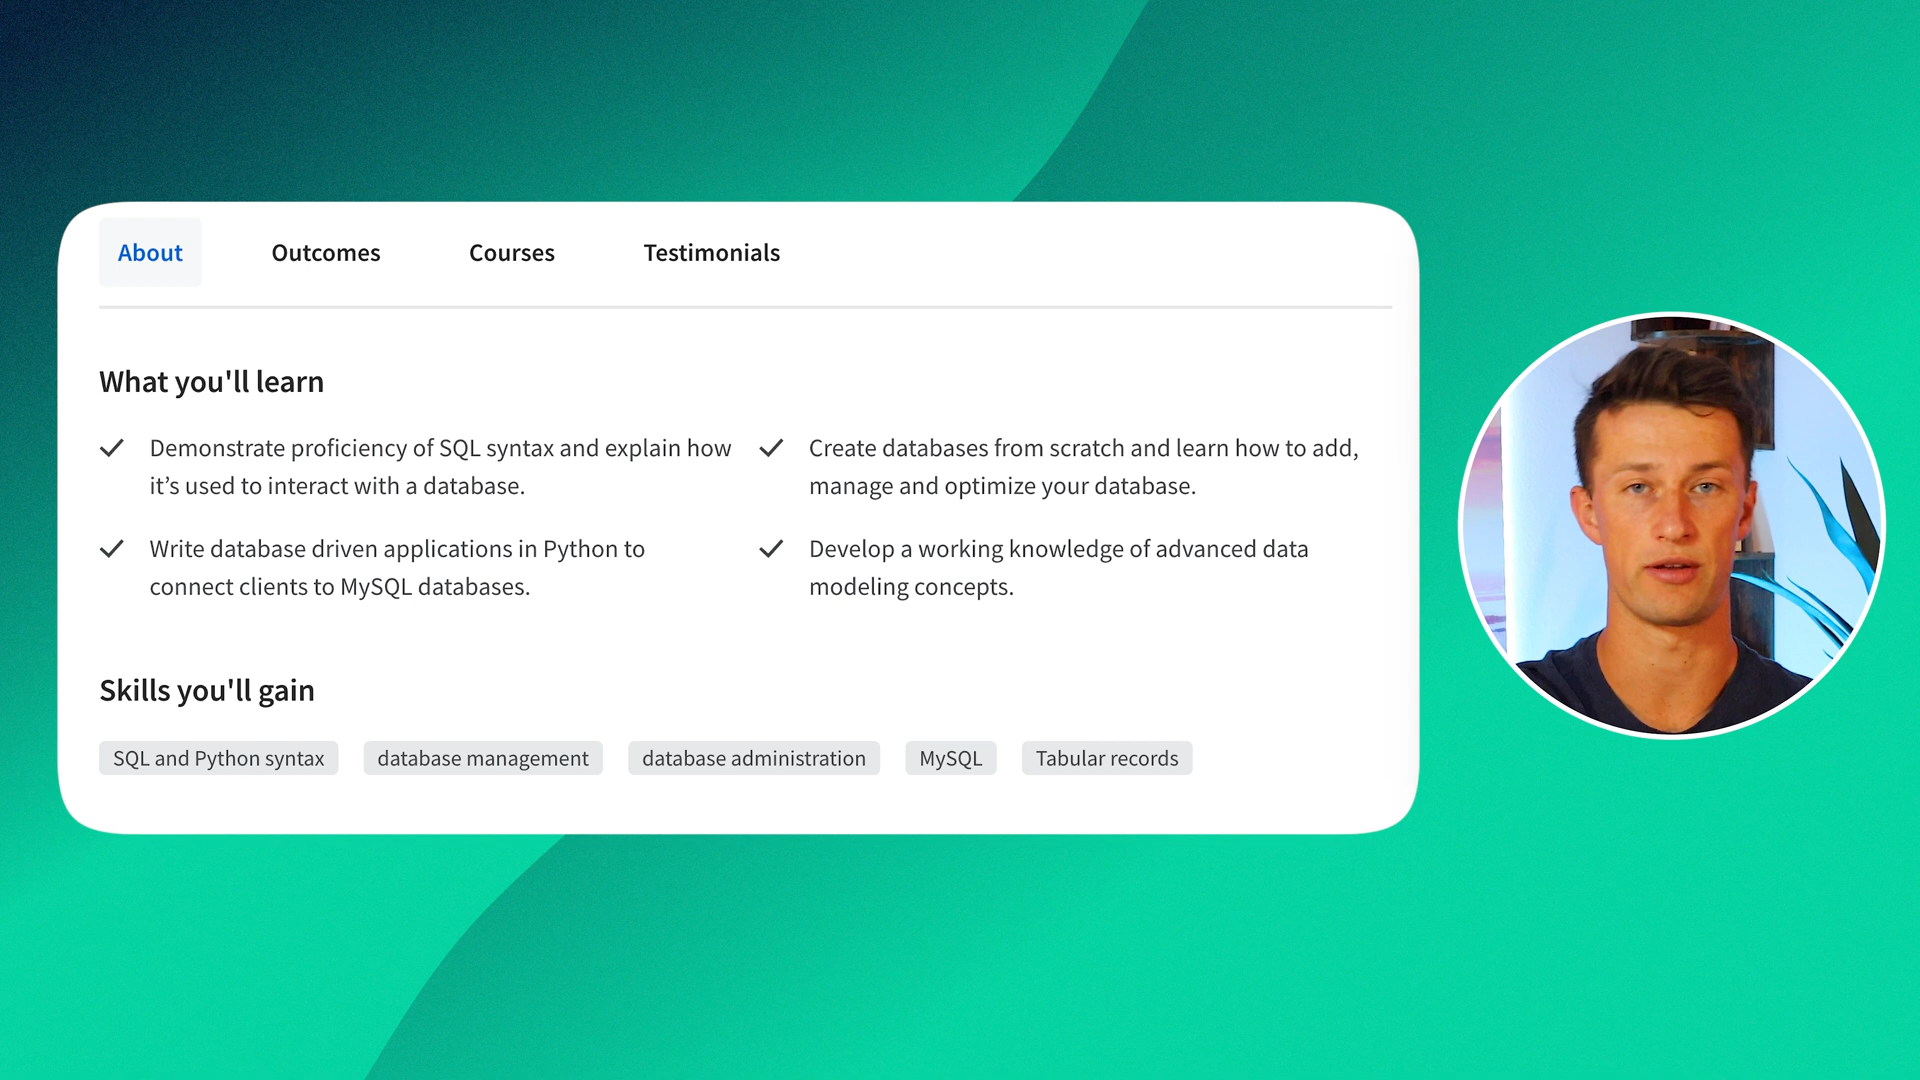 About
Outcomes
Courses
Testimonials
What you'll learn
Demonstrate proficiency of SQL syntax and explain how
it’s used to interact with a database.
Create databases from scratch and learn how to add,
manage and optimize your database.
Write database driven applications in Python to
connect clients to MySQL databases.
Develop a working knowledge of advanced data
modeling concepts.
Skills you'll gain
SQL and Python syntax
database management
database administration
MySQL
Tabular records